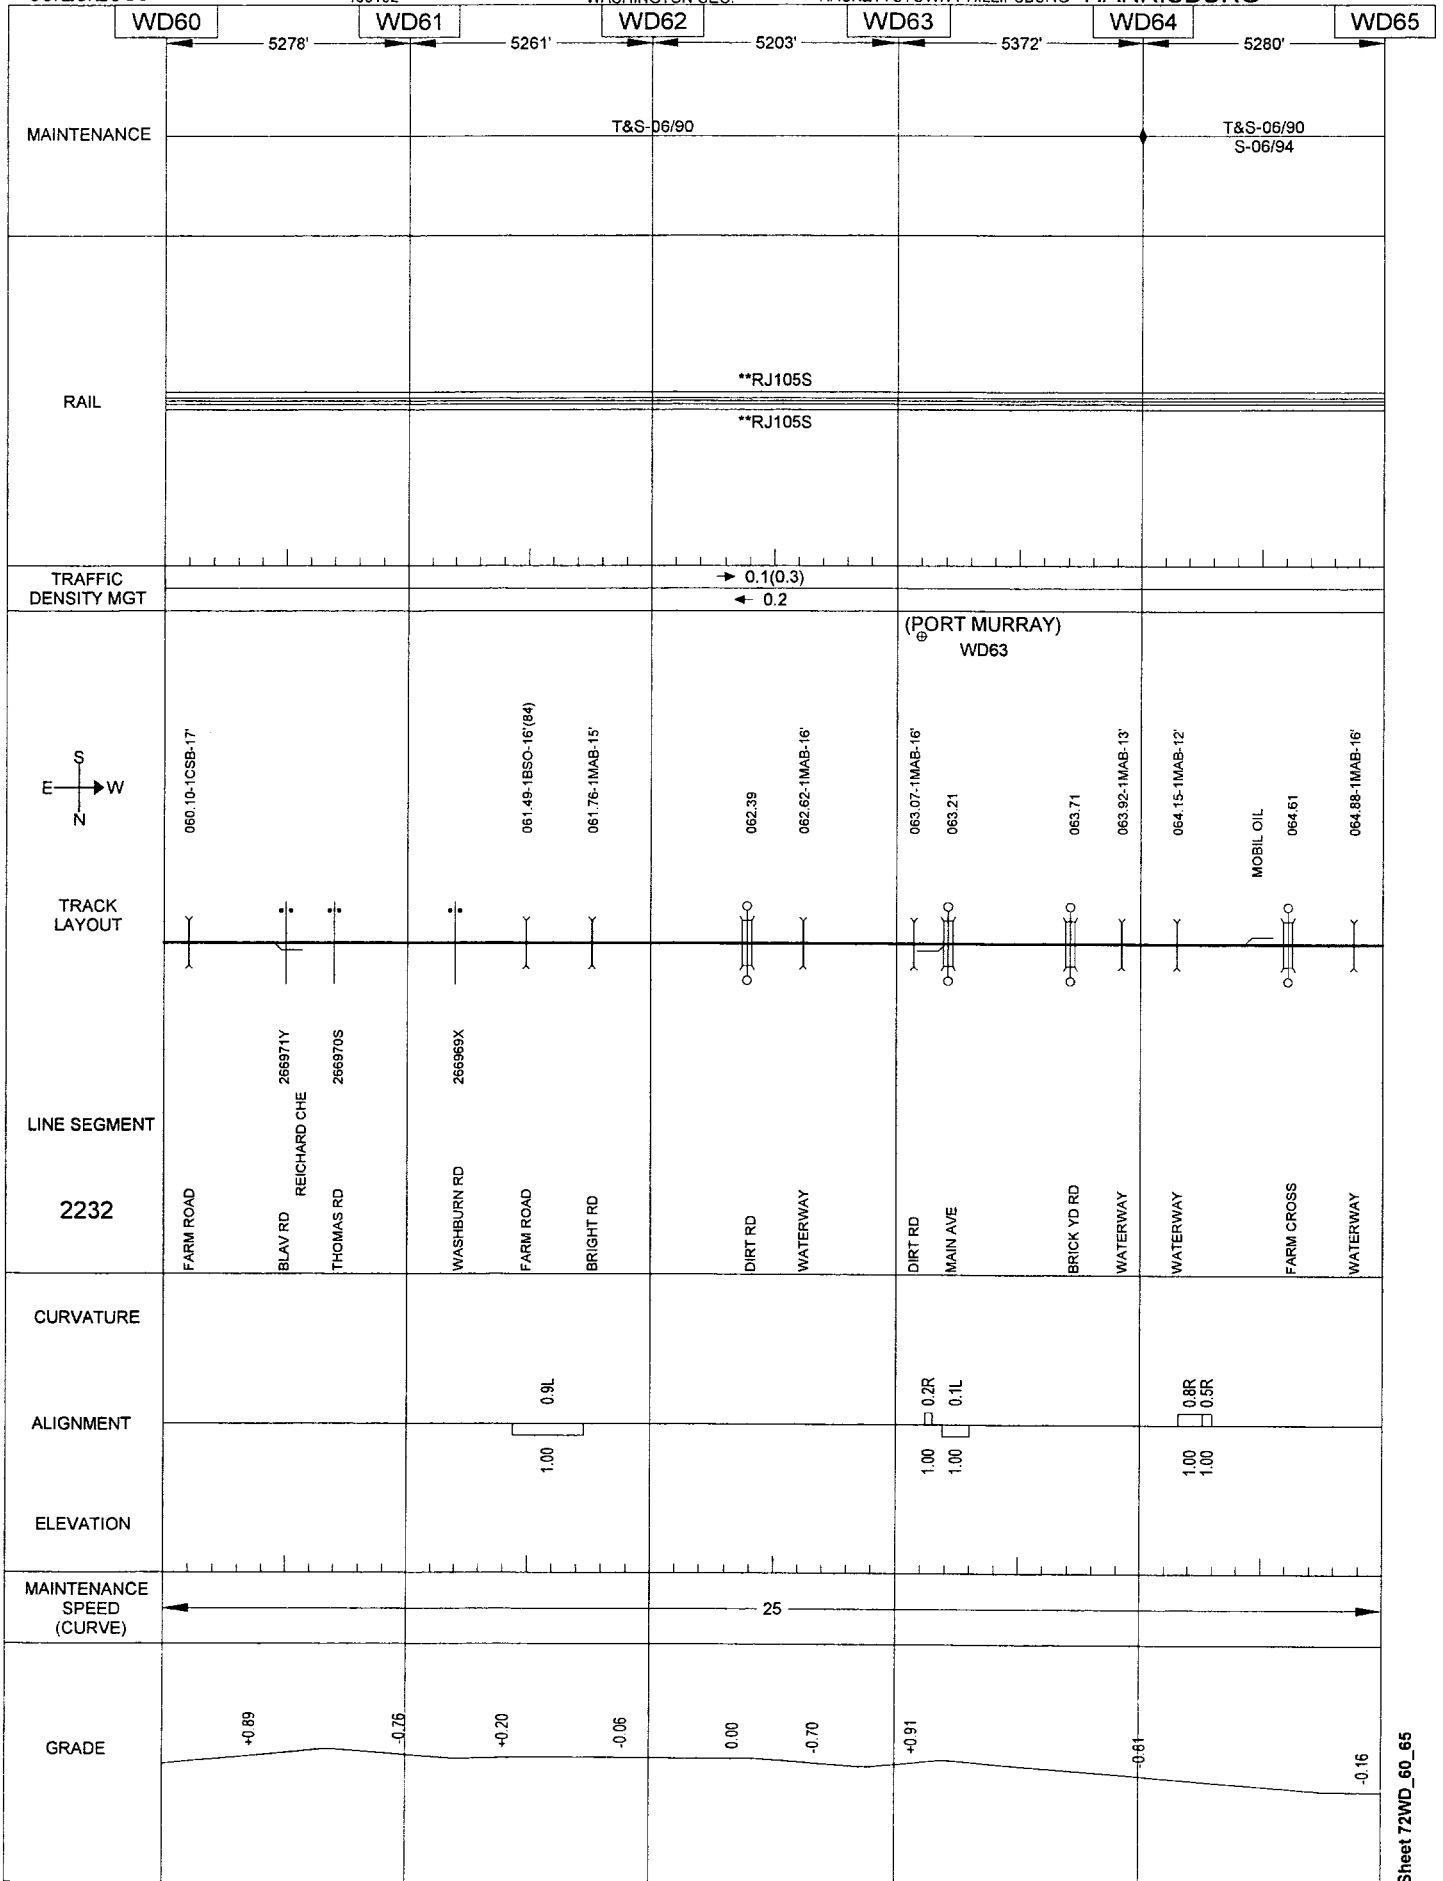 HARRISBURG
WD60 WD61 WD62 WD63 WD64 WD65
5278' 5261' 5203' 5372' 5280'
MAINTENANCE
T&S-06/90
T&S-06/90
S-06/94
RAIL
**RJ105S
**RJ105S
TRAFFIC
DENSITY MGT
→ 0.1(0.3)
← 0.2
(PORT MURRAY)
WD63
S
E W
N
060.10-1CSB-17'
061.49-1BSO-16'(84)
061.76-1MAB-15'
062.39
062.62-1MAB-16'
063.07-1MAB-16'
063.21
063.71
063.92-1MAB-13'
064.15-1MAB-12'
MOBIL OIL
064.61
064.88-1MAB-16'
TRACK
LAYOUT
266971Y
266970S
266969X
LINE SEGMENT
2232
FARM ROAD
BLAV RD
REICHARD CHE
THOMAS RD
WASHBURN RD
FARM ROAD
BRIGHT RD
DIRT RD
WATERWAY
DIRT RD
MAIN AVE
BRICK YD RD
WATERWAY
WATERWAY
FARM CROSS
WATERWAY
CURVATURE
ALIGNMENT
0.9L
0.2R
0.1L
0.8R
0.5R
1.00
1.00
1.00
1.00
1.00
ELEVATION
MAINTENANCE
SPEED
(CURVE)
25
GRADE
+0.89
-0.76
+0.20
-0.06
0.00
-0.70
+0.91
-0.81
-0.16
Sheet 72WD_60_65